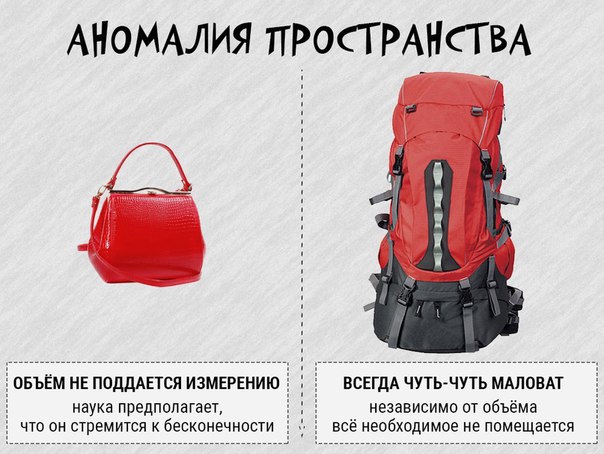 АНОМАЛИЯ ПРОСТРАНСТВА
ОБЪЁМ НЕ ПОДДАЕТСЯ ИЗМЕРЕНИЮ
наука предполагает,
что он стремится к бесконечности
ВСЕГДА ЧУТЬ-ЧУТЬ МАЛОВАТ
независимо от объёма
всё необходимое не помещается